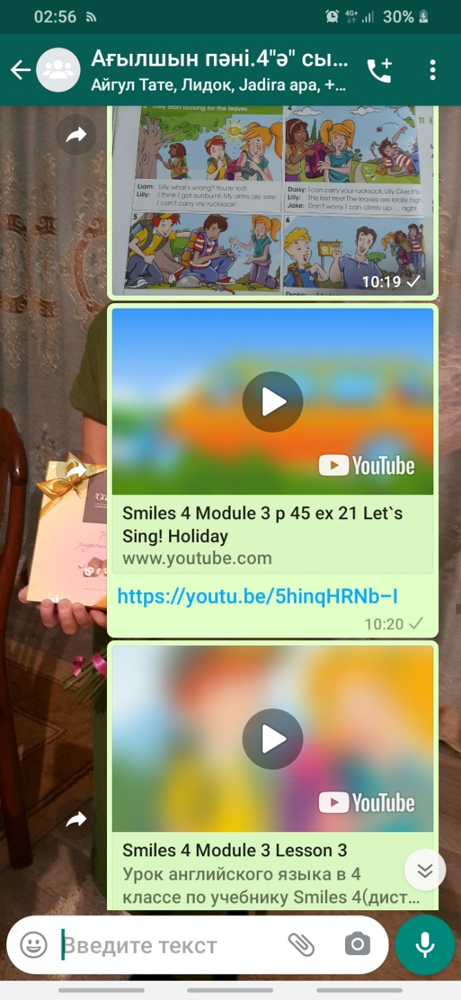 02:56
4G+
30%
Ағылшын пәні.4"ә" сы...
Айгул Тате, Лидок, Jadira apa, +...
They start looking for the leaves.
4
Liam: Lilly, what's wrong? You're red!
Lilly: I think I got sunburnt. My arms are sore.
I can't carry my rucksack!
Daisy: I can carry your rucksack, Lilly. Give it to
Lilly: The last tree! The leaves are really high
Jake: Don't worry. I can climb up ... agh!
5
6
Drake:
10:19
YouTube
Smiles 4 Module 3 p 45 ex 21 Let`s
Sing! Holiday
www.youtube.com
https://youtu.be/5hinqHRNb–I
10:20
YouTube
Smiles 4 Module 3 Lesson 3
Урок английского языка в 4
классе по учебнику Smiles 4(дист...
Введите текст